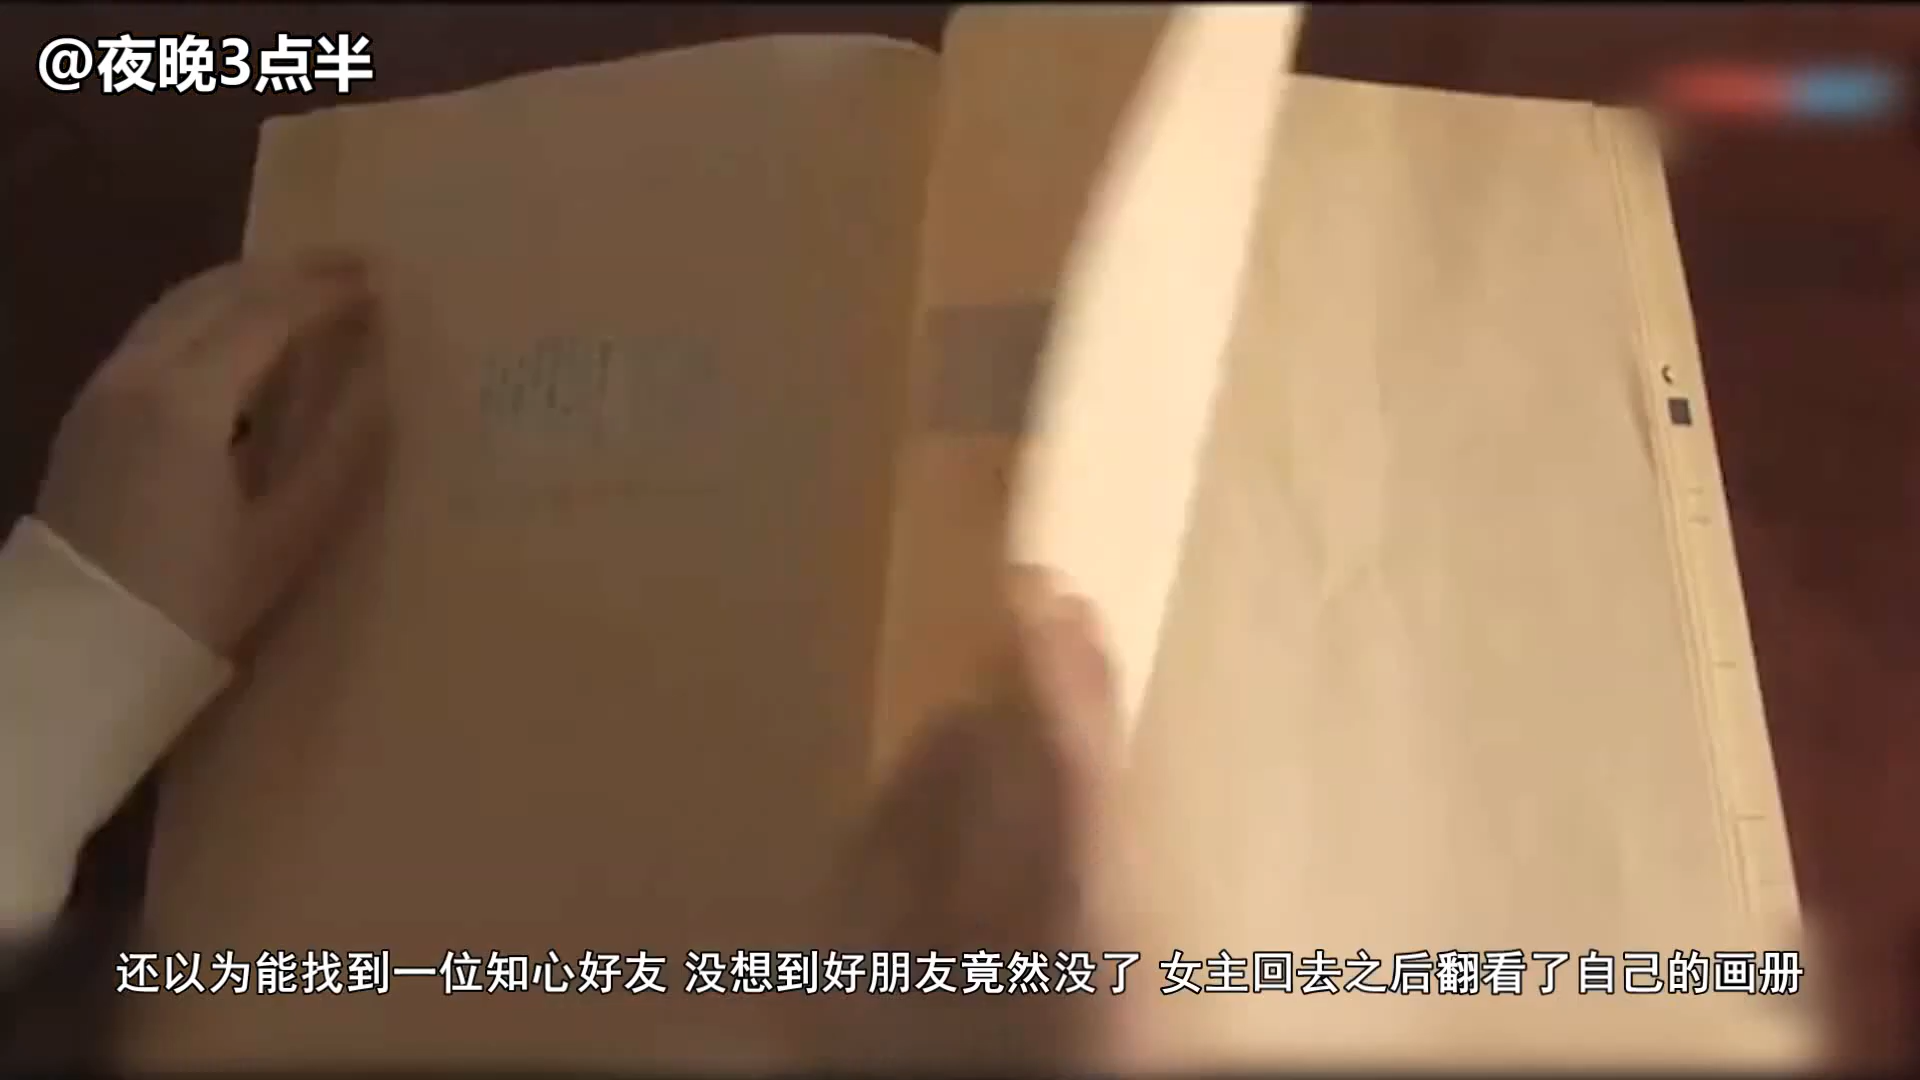 @夜晚3点半
还以为能找到一位知心好友 没想到好朋友竟然没了 女主回去之后翻看了自己的画册